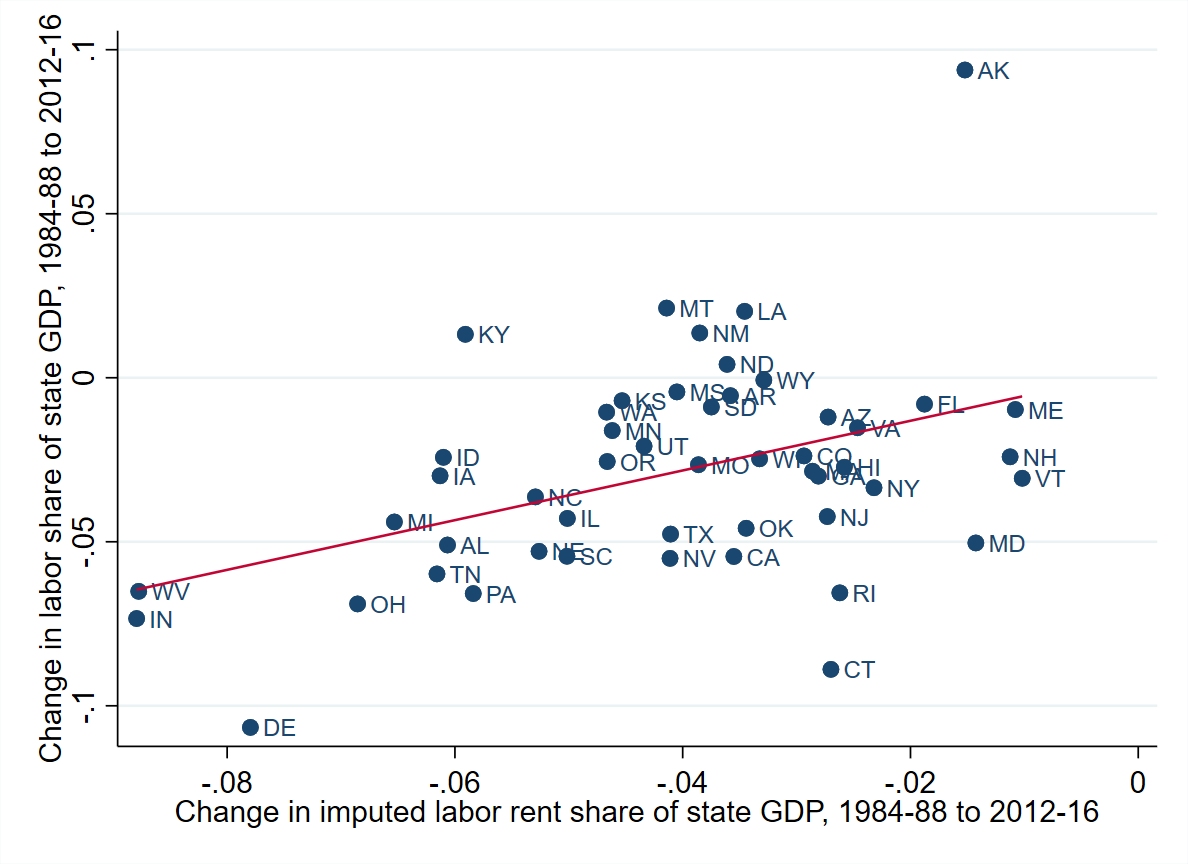 Change in labor share of state GDP, 1984-88 to 2012-16
.1
.05
0
-.05
-.1
AK
MT
LA
KY
NM
ND
WY
MS
AR
KS
SD
WA
FL
ME
AZ
MN
VA
UT
ID
OR
MO
WI
CO
NH
IA
MA
GA
HI
VT
NY
NC
MI
IL
NJ
TX
OK
AL
NE
SC
NV
CA
MD
TN
PA
RI
WV
OH
IN
CT
DE
-.08
-.06
-.04
-.02
0
Change in imputed labor rent share of state GDP, 1984-88 to 2012-16